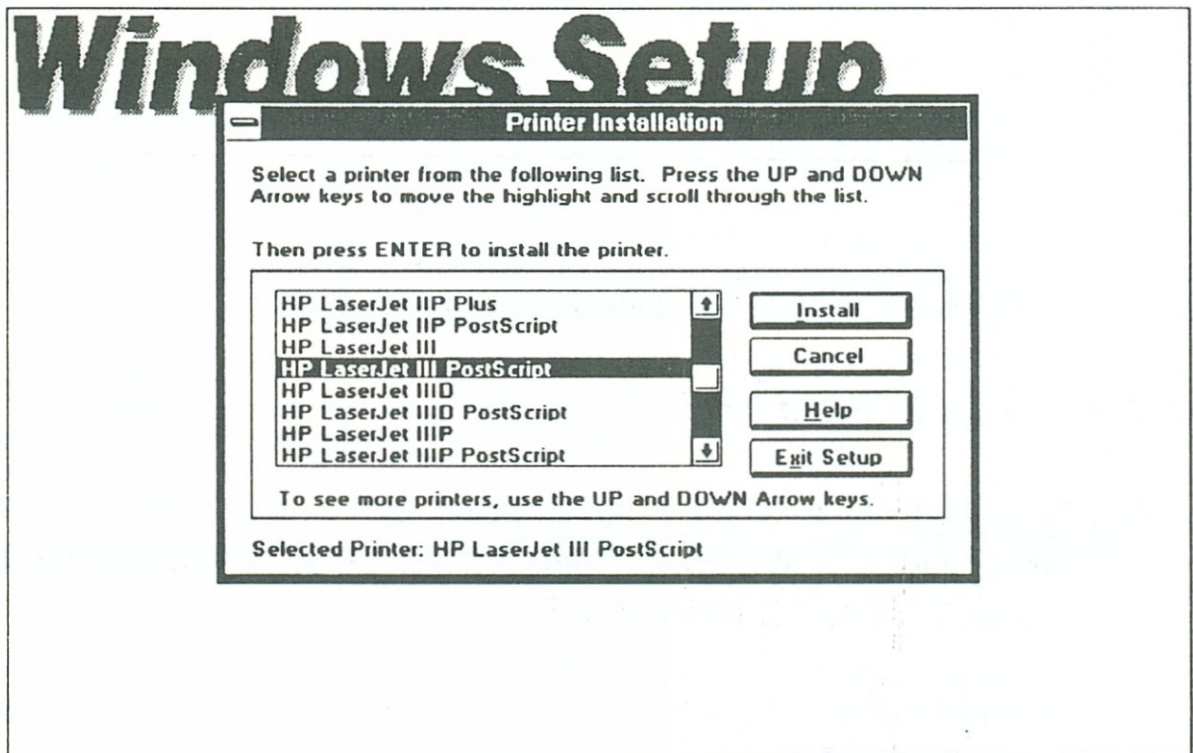 Windows Setup
Printer Installation
Select a printer from the following list. Press the UP and DOWN
Arrow keys to move the highlight and scroll through the list.
Then press ENTER to install the printer.
HP LaserJet IIP Plus
HP LaserJet IIP PostScript
HP LaserJet III
HP LaserJet III PostScript
HP LaserJet IIID
HP LaserJet IIID PostScript
HP LaserJet IIIP
HP LaserJet IIIP PostScript
Install
Cancel
Help
Exit Setup
To see more printers, use the UP and DOWN Arrow keys.
Selected Printer: HP LaserJet III PostScript